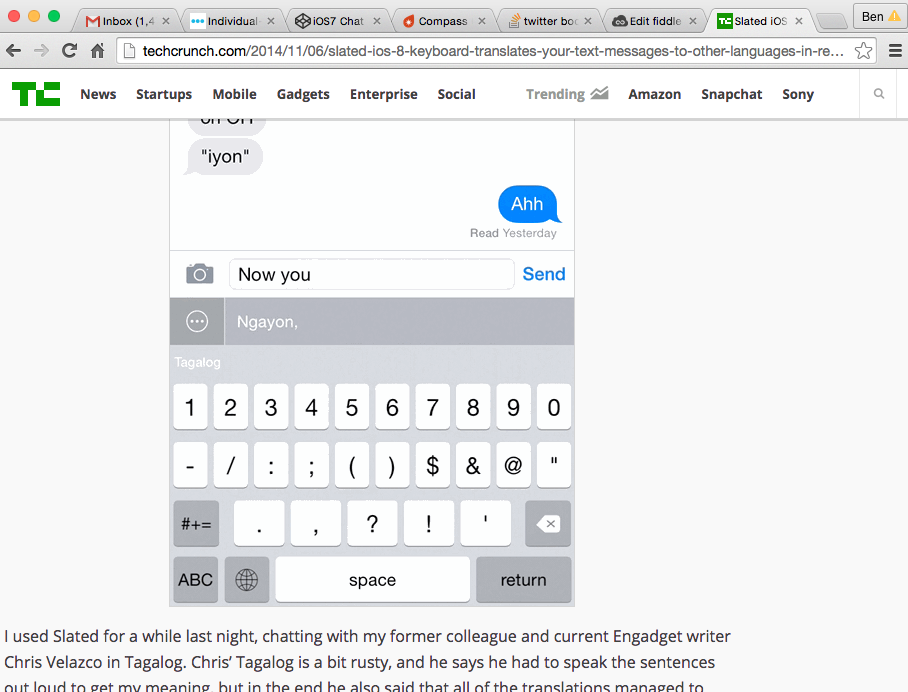 Inbox (1,4
Individual-
iOS7 Chat
Compass
twitter boo
Edit fiddle
Slated iOS
Ben
techcrunch.com/2014/11/06/slated-ios-8-keyboard-translates-your-text-messages-to-other-languages-in-re...
TC News Startups Mobile Gadgets Enterprise Social Trending Amazon Snapchat Sony
"iyon"
Ahh
Read Yesterday
Now you Send
Ngayon,
Tagalog
1 2 3 4 5 6 7 8 9 0
- / : ; ( ) $ & @ "
#+= . , ? ! '
ABC space return
I used Slated for a while last night, chatting with my former colleague and current Engadget writer
Chris Velazco in Tagalog. Chris' Tagalog is a bit rusty, and he says he had to speak the sentences
out loud to get my meaning, but in the end he also said that all of the translations managed to